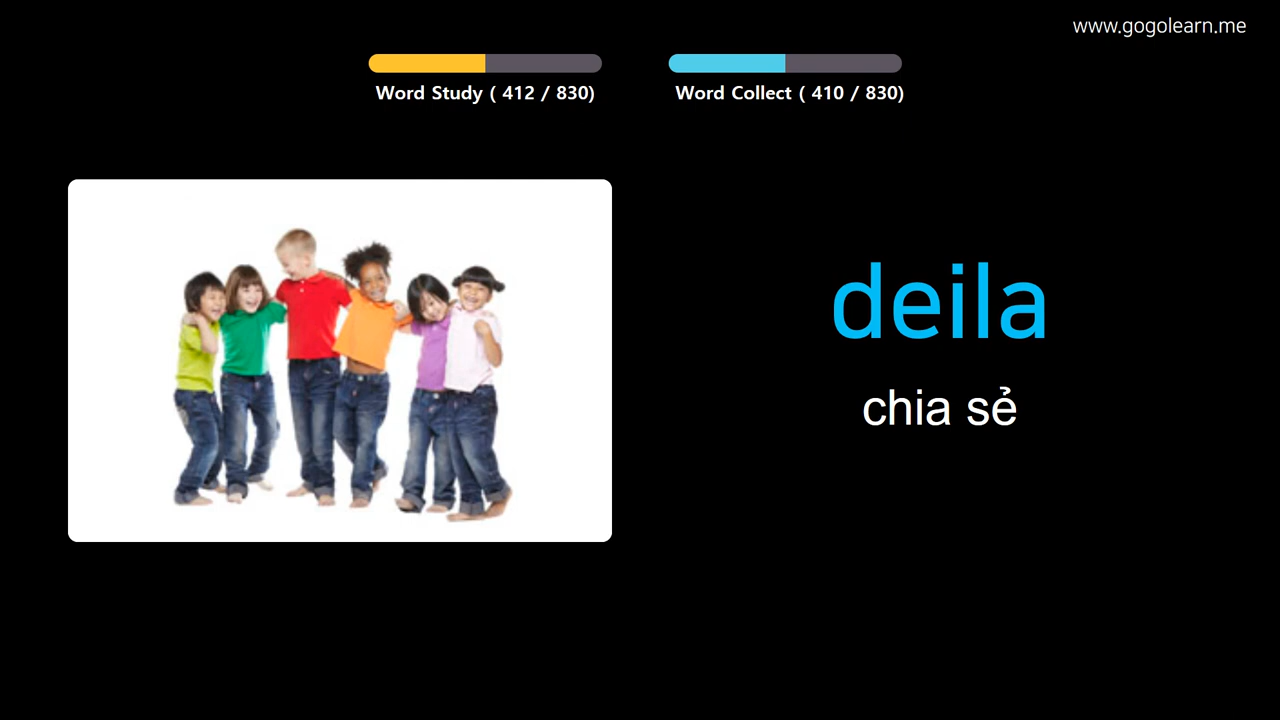 www.gogolearn.me
Word Study ( 412 / 830)
Word Collect ( 410 / 830)
deila
chia sẻ